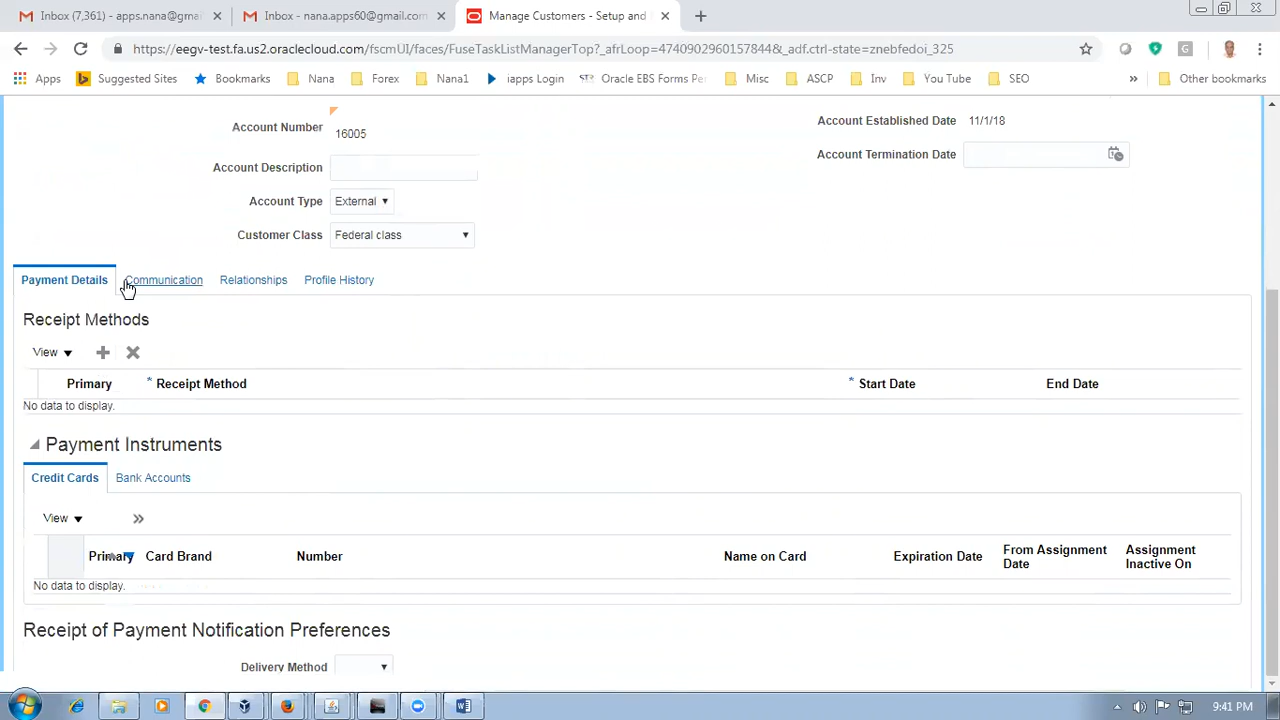 Inbox (7,361) - apps.nana@gmai
Inbox - nana.apps60@gmail.com
Manage Customers - Setup and
https://eegv-test.fa.us2.oraclecloud.com/fscmUI/faces/FuseTaskListManagerTop?_afrLoop=4740902960157844&_adf.ctrl-state=znebfedoi_325
Apps
Suggested Sites
Bookmarks
Nana
Forex
Nana1
iapps Login
Oracle EBS Forms Per
Misc
ASCP
Inv
You Tube
SEO
Other bookmarks
Account Number 16005
Account Established Date 11/1/18
Account Description
Account Termination Date
Account Type External
Customer Class Federal class
Payment Details Communication Relationships Profile History
Receipt Methods
View
Primary * Receipt Method * Start Date End Date
No data to display.
Payment Instruments
Credit Cards Bank Accounts
View »
Primary Card Brand Number Name on Card Expiration Date From Assignment Date Assignment Inactive On
No data to display.
Receipt of Payment Notification Preferences
Delivery Method
9:41 PM